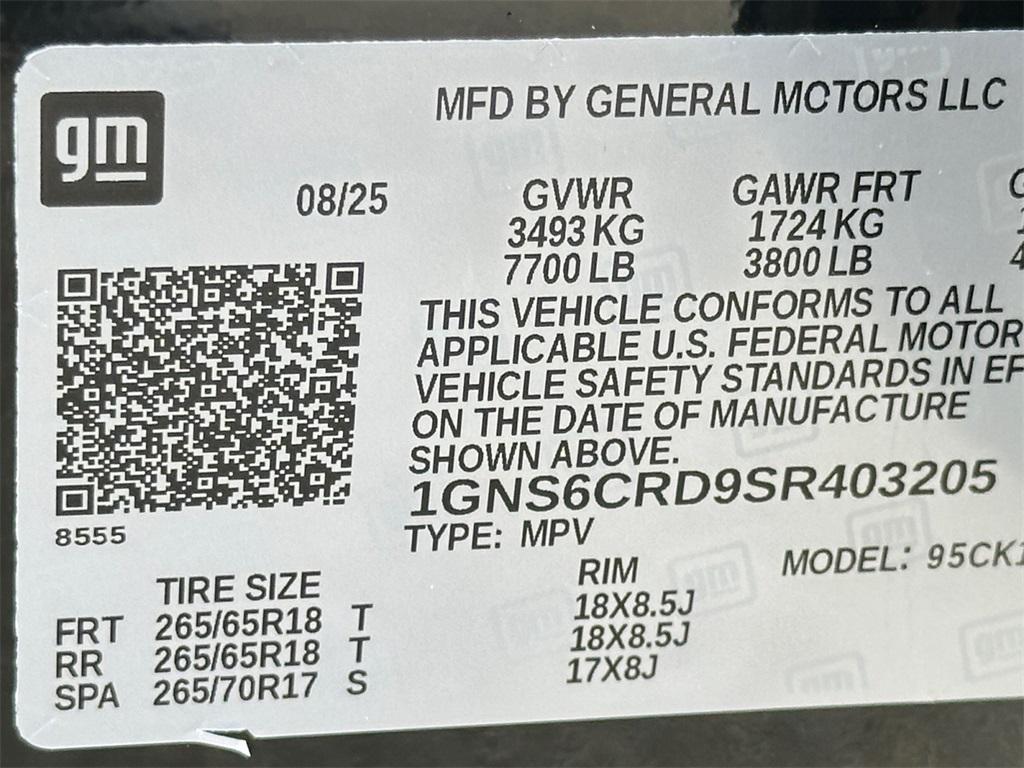 gm
MFD BY GENERAL MOTORS LLC
08/25
GVWR GAWR FRT
3493 KG 1724 KG
7700 LB 3800 LB
THIS VEHICLE CONFORMS TO ALL
APPLICABLE U.S. FEDERAL MOTOR
VEHICLE SAFETY STANDARDS IN EF
ON THE DATE OF MANUFACTURE
SHOWN ABOVE.
1GNS6CRD9SR403205
8555
TYPE: MPV
MODEL: 95CK1
TIRE SIZE RIM
FRT 265/65R18 T 18X8.5J
RR 265/65R18 T 18X8.5J
SPA 265/70R17 S 17X8J